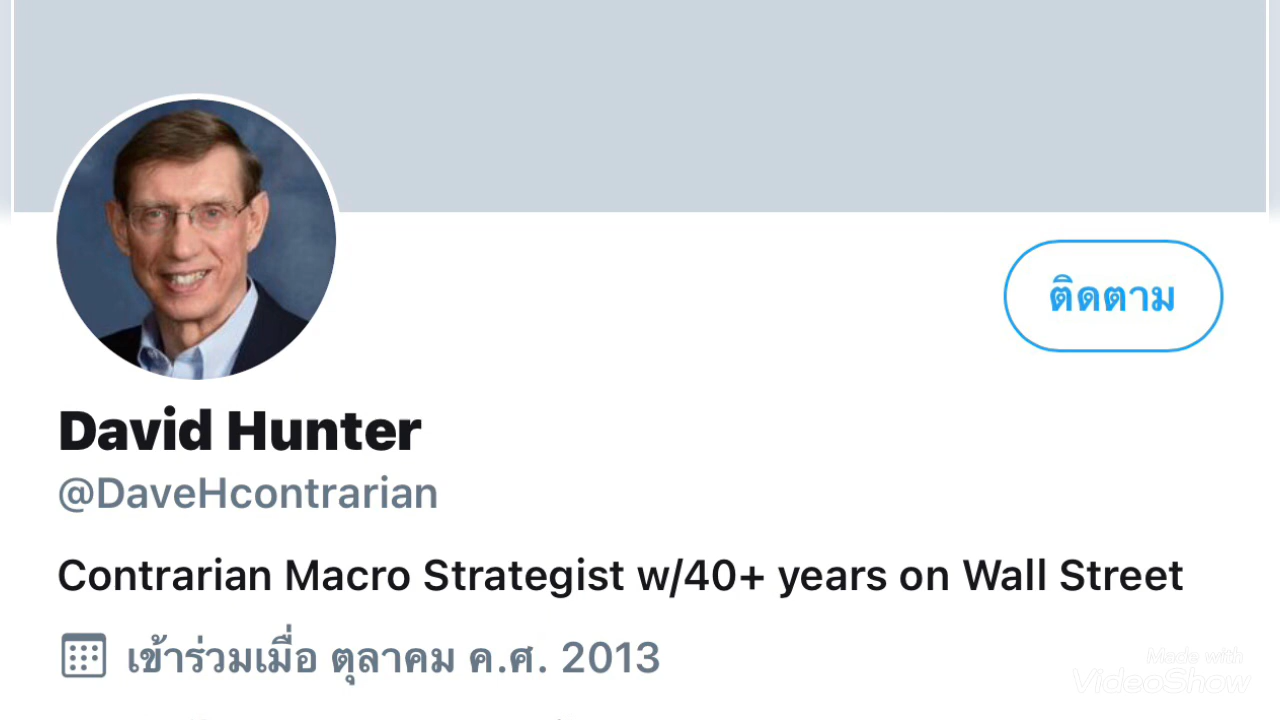 ติดตาม
David Hunter
@DaveHcontrarian
Contrarian Macro Strategist w/40+ years on Wall Street
เข้าร่วมเมื่อ ตุลาคม ค.ศ. 2013
Made with
VideoShow